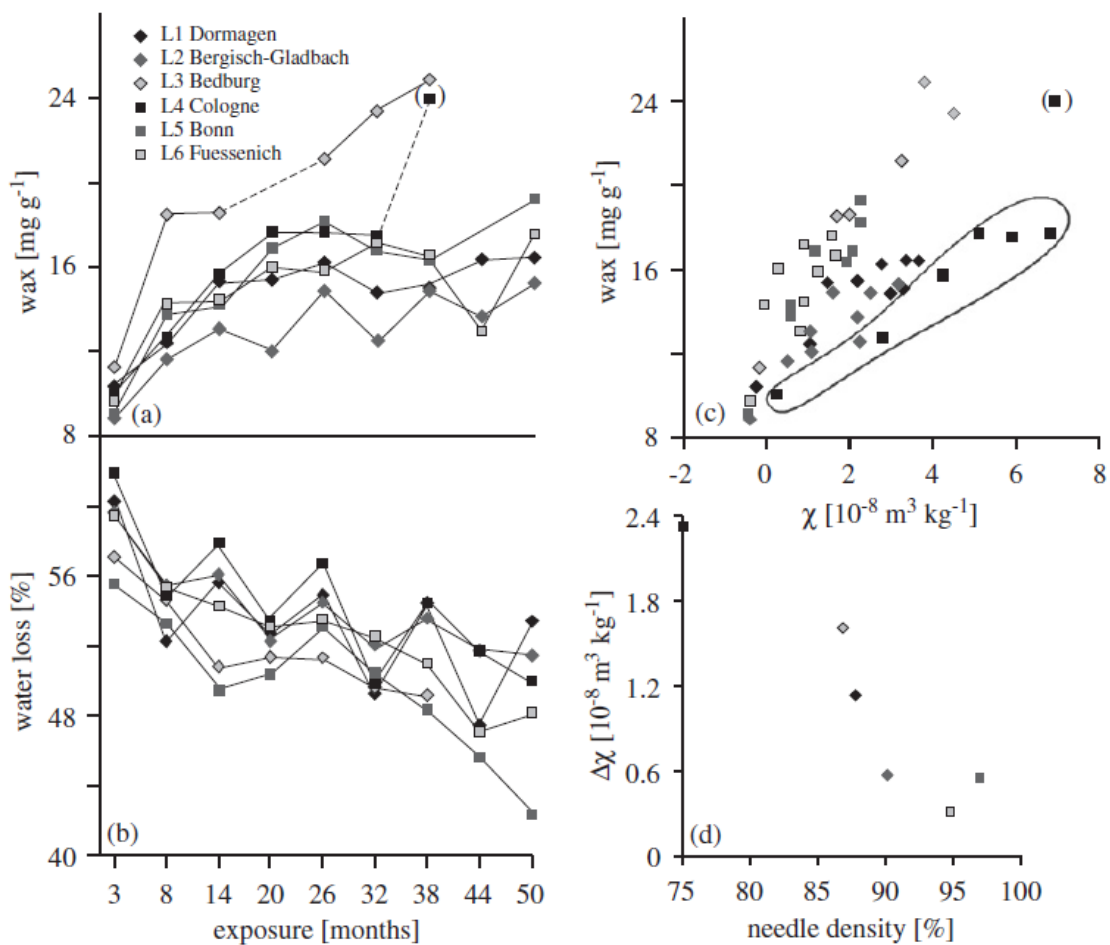 L1 Dormagen
L2 Bergisch-Gladbach
L3 Bedburg
L4 Cologne
L5 Bonn
L6 Fuessenich
wax [mg g⁻¹]
24
16
8
( )
(a)
water loss [%]
56
48
40
(b)
3 8 14 20 26 32 38 44 50
exposure [months]
wax [mg g⁻¹]
24
16
8
( )
(c)
-2 0 2 4 6 8
χ [10⁻⁸ m³ kg⁻¹]
Δχ [10⁻⁸ m³ kg⁻¹]
2.4
1.8
1.2
0.6
0
(d)
75 85 90 95 100
needle density [%]